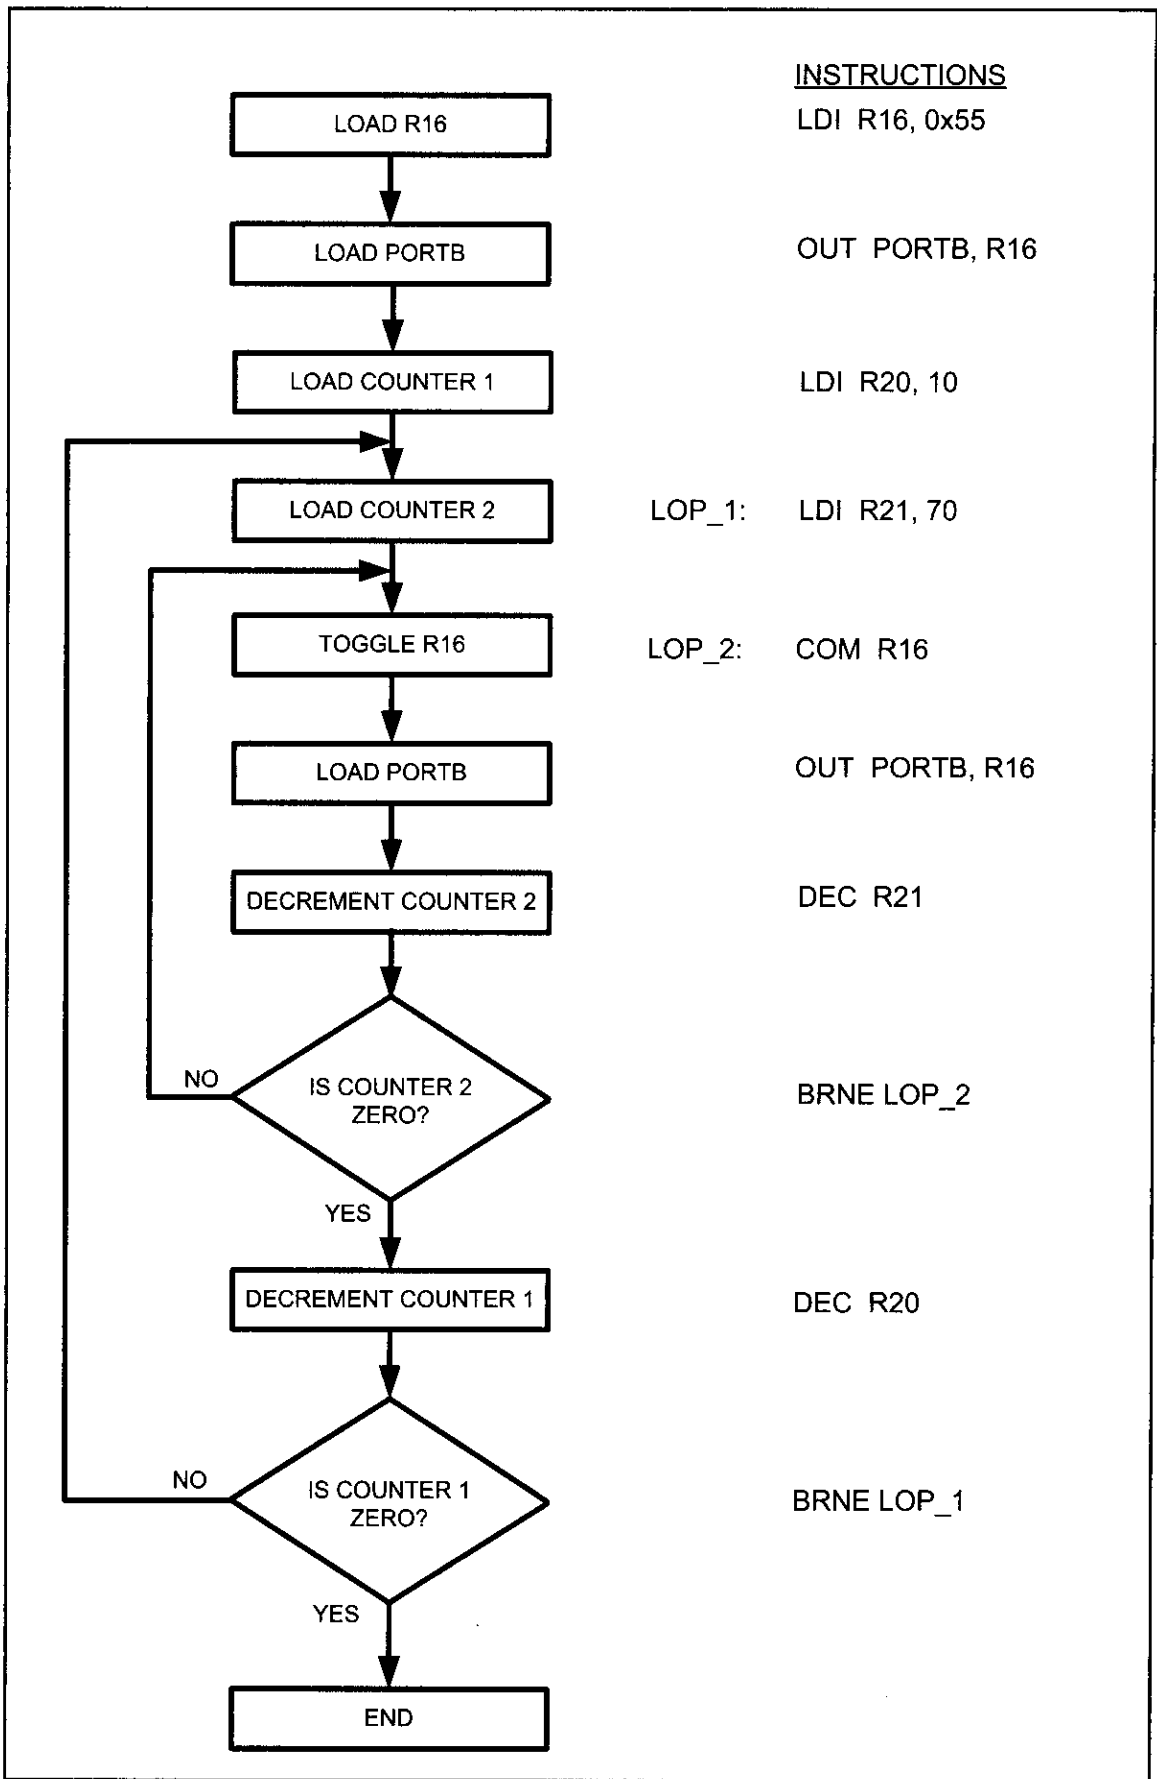 INSTRUCTIONS
LOAD R16
LDI R16, 0x55
LOAD PORTB
OUT PORTB, R16
LOAD COUNTER 1
LDI R20, 10
LOAD COUNTER 2
LOP_1: LDI R21, 70
TOGGLE R16
LOP_2: COM R16
LOAD PORTB
OUT PORTB, R16
DECREMENT COUNTER 2
DEC R21
NO
IS COUNTER 2
ZERO?
BRNE LOP_2
YES
DECREMENT COUNTER 1
DEC R20
NO
IS COUNTER 1
ZERO?
BRNE LOP_1
YES
END